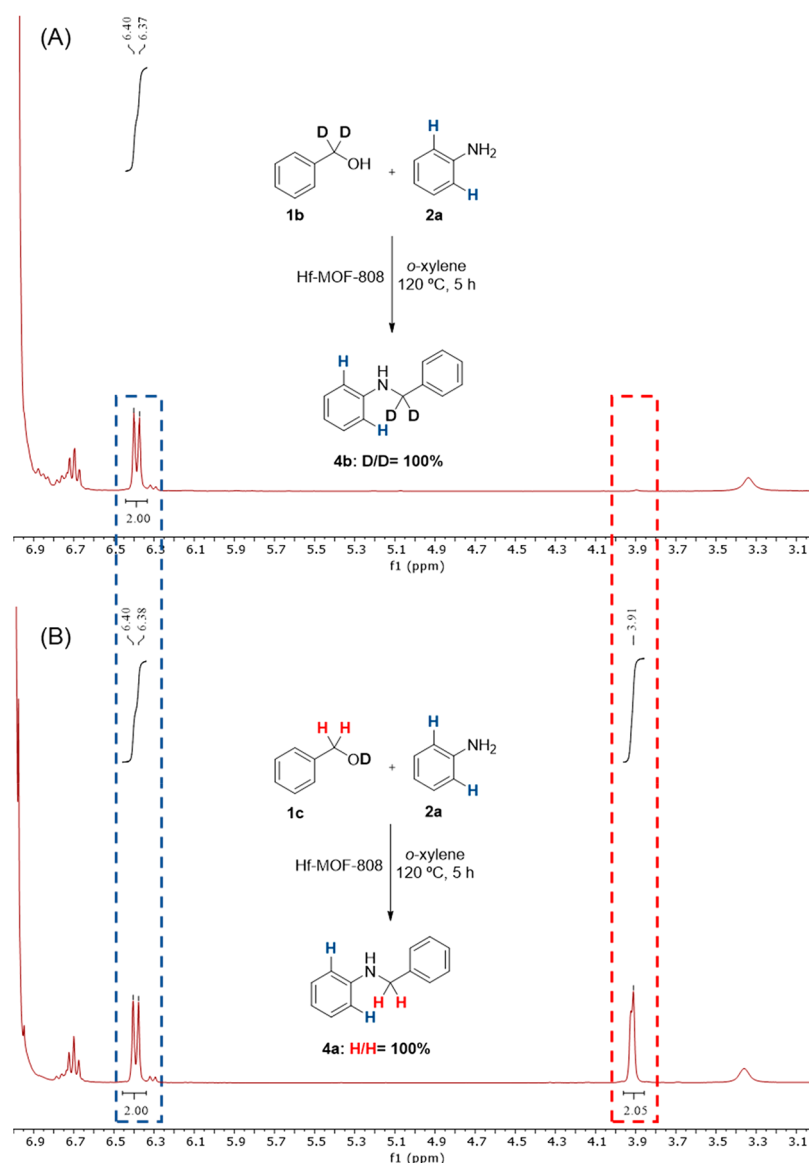 (A)
6.40
6.37
D D
OH
1b
+
H
NH2
H
2a
Hf-MOF-808
o-xylene
120 ºC, 5 h
H
H
N
D D
H
4b: D/D= 100%
2.00
6.9 6.7 6.5 6.3 6.1 5.9 5.7 5.5 5.3 5.1 4.9 4.7 4.5 4.3 4.1 3.9 3.7 3.5 3.3 3.1
f1 (ppm)
(B)
6.40
6.38
3.91
H H
OD
1c
+
H
NH2
H
2a
Hf-MOF-808
o-xylene
120 ºC, 5 h
H
H
N
H H
H
4a: H/H= 100%
2.00
2.05
6.9 6.7 6.5 6.3 6.1 5.9 5.7 5.5 5.3 5.1 4.9 4.7 4.5 4.3 4.1 3.9 3.7 3.5 3.3 3.1
f1 (ppm)